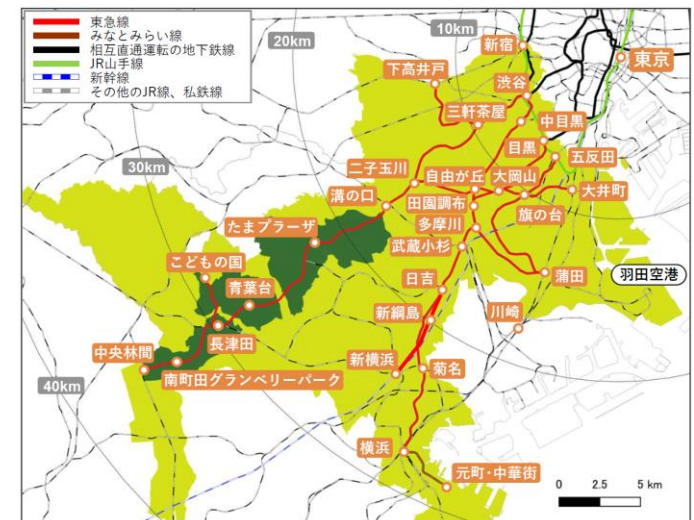 東急線
みなとみらい線
相互直通運転の地下鉄線
JR山手線
新幹線
その他のJR線、私鉄線
10km
20km
30km
40km
新宿
東京
下高井戸
渋谷
三軒茶屋
中目黒
目黒
五反田
二子玉川
自由が丘
大岡山
大井町
溝の口
田園調布
旗の台
たまプラーザ
多摩川
武蔵小杉
こどもの国
日吉
蒲田
羽田空港
青葉台
新綱島
川崎
長津田
中央林間
新横浜
菊名
南町田グランベリーパーク
横浜
元町・中華街
0 2.5 5 km